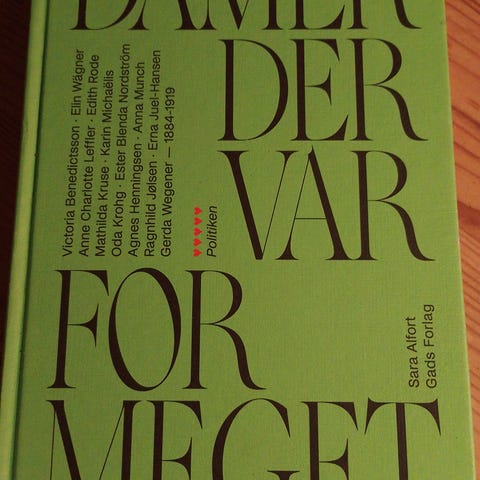 DAMER
DER
VAR
FOR
MEGET
Victoria Benedictsson · Elin Wägner
Anne Charlotte Leffler · Edith Rode
Mathilda Kruse · Karin Michaëlis
Oda Krohg · Ester Blenda Nordström
Agnes Henningsen · Anna Munch
Ragnhild Jølsen · Erna Juel-Hansen
Gerda Wegener — 1884-1919
♥♥♥♥♥
Politiken
Sara Alfort
Gads Forlag